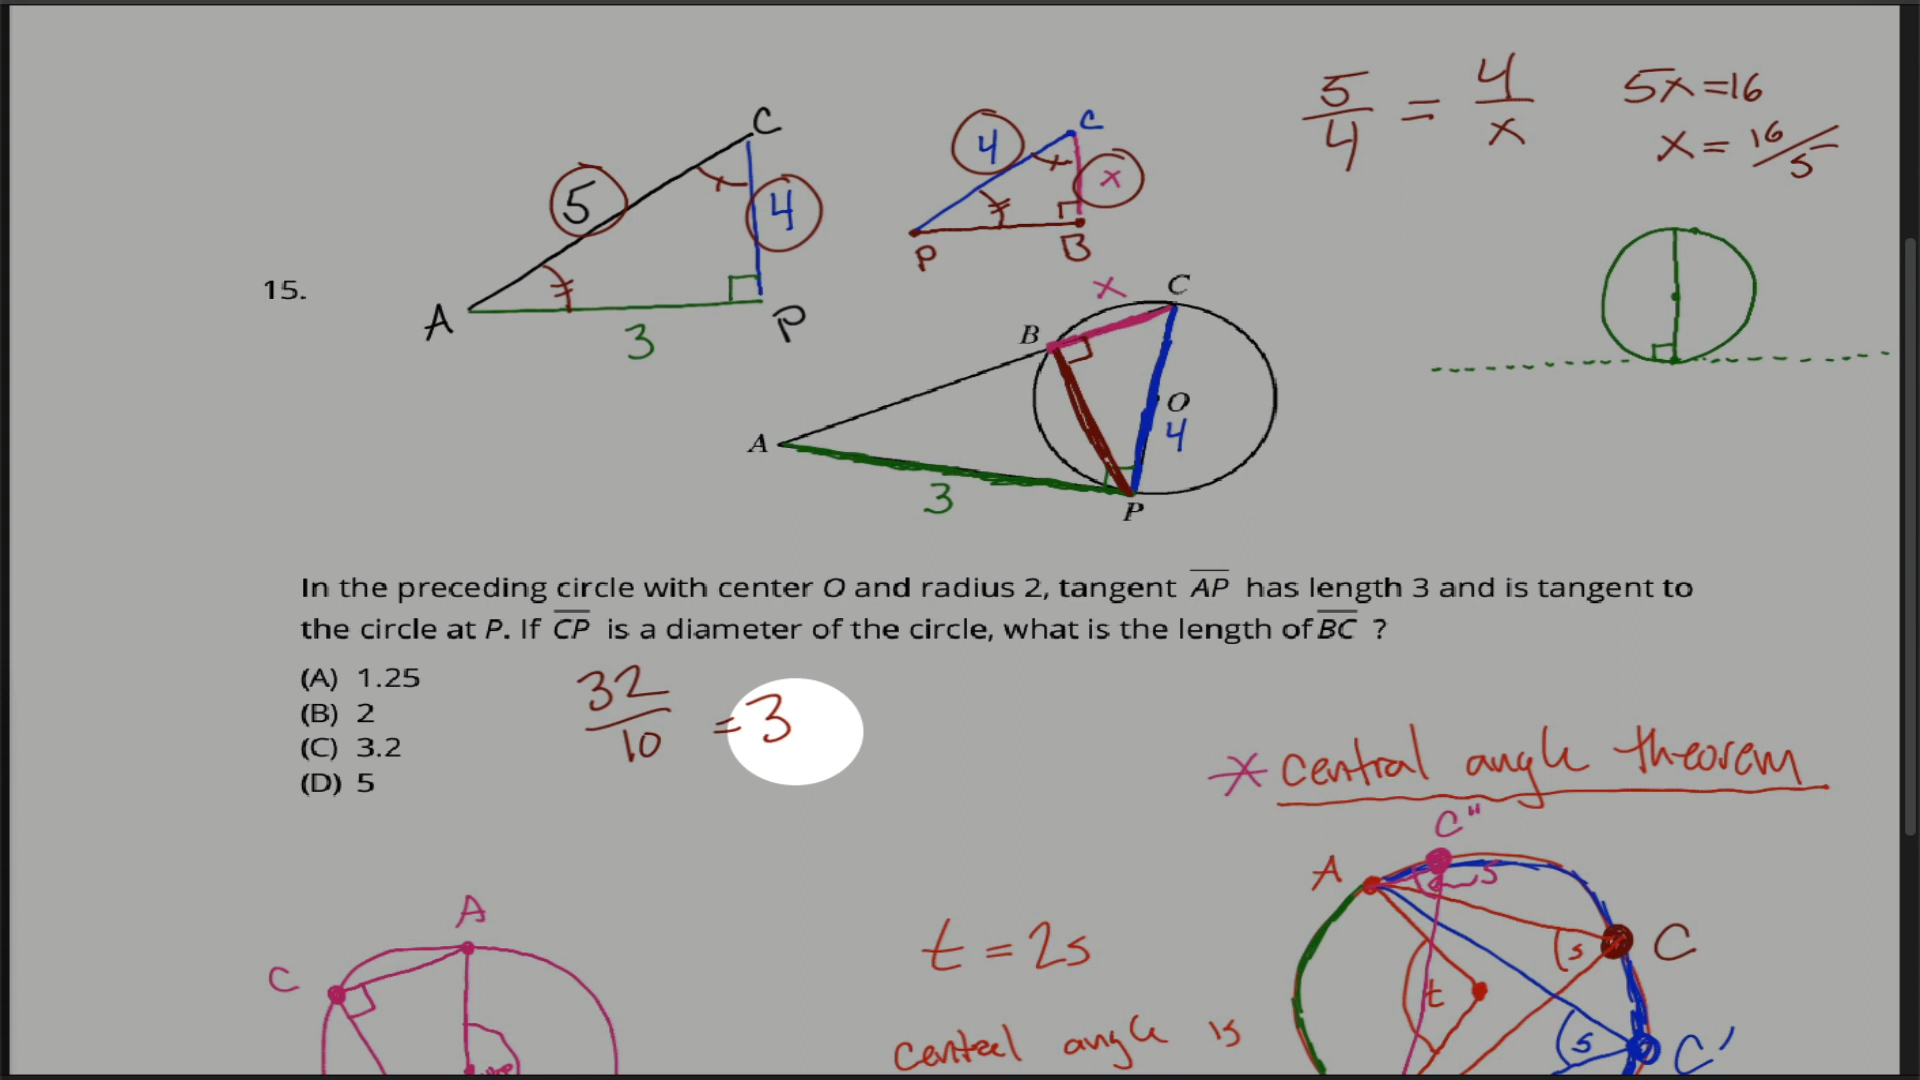 5/4 = 4/x 5x=16
x = 16/5
C
5
4
A
3
P
C
4
x
P
B
15.
x
C
B
O
4
A
3
P
In the preceding circle with center O and radius 2, tangent AP has length 3 and is tangent to
the circle at P. If CP is a diameter of the circle, what is the length of BC ?
(A) 1.25
(B) 2
(C) 3.2
(D) 5
32/10 = 3
* central angle theorem
C"
A
s
C
s
t
s
C'
A
C
t = 2s
central angle is